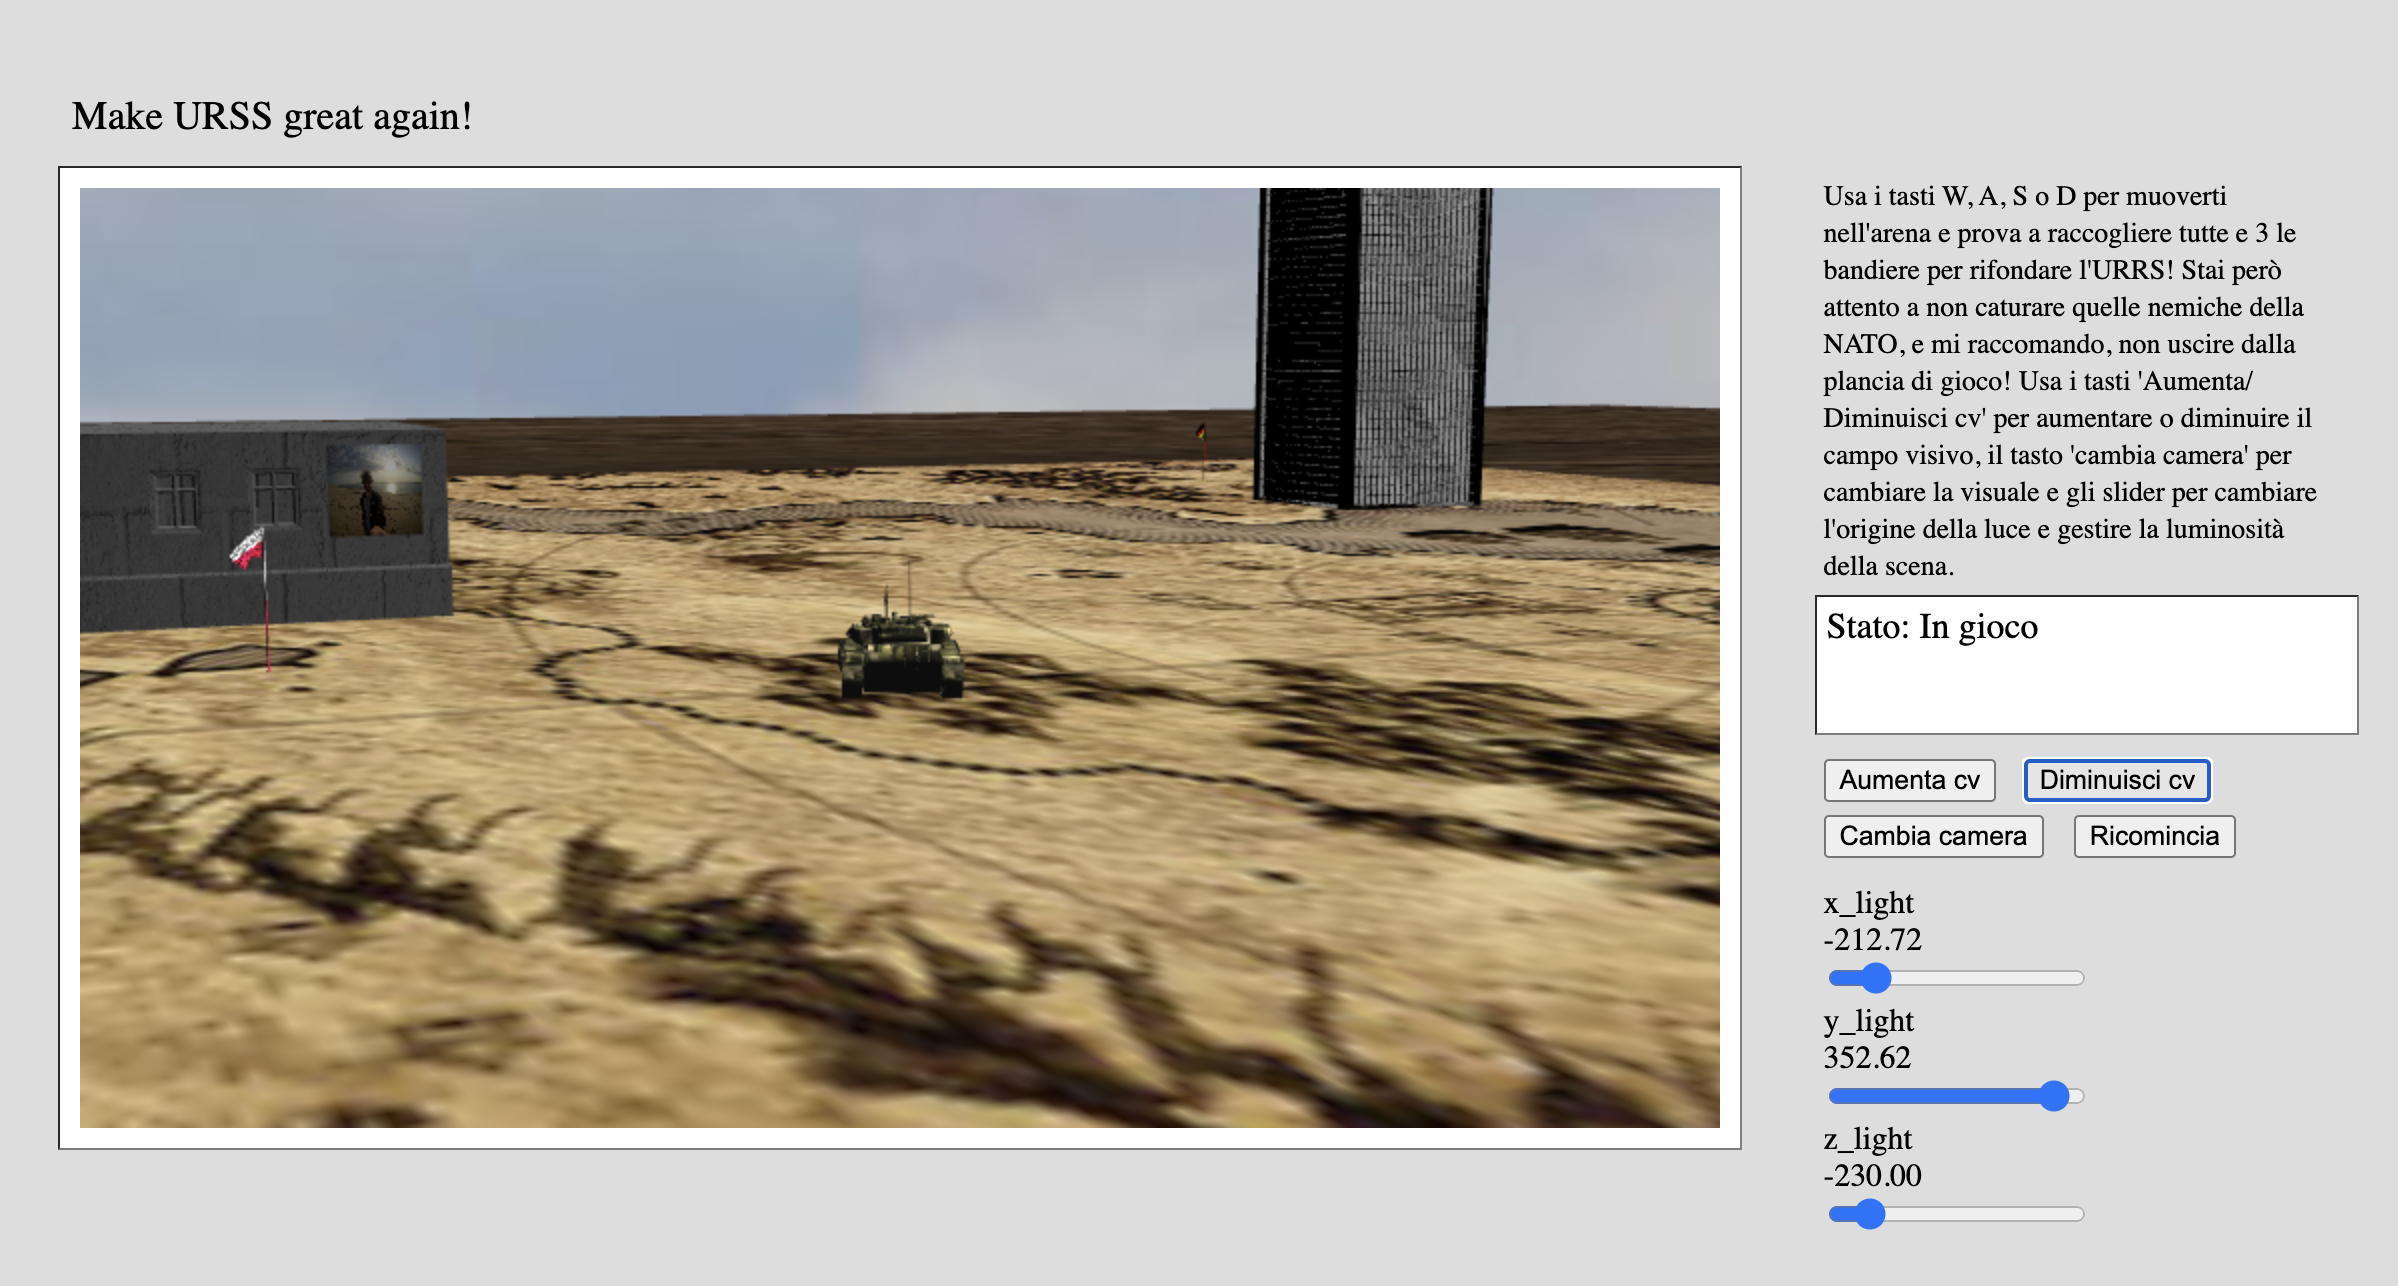 Make URSS great again!
Usa i tasti W, A, S o D per muoverti
nell'arena e prova a raccogliere tutte e 3 le
bandiere per rifondare l'URRS! Stai però
attento a non caturare quelle nemiche della
NATO, e mi raccomando, non uscire dalla
plancia di gioco! Usa i tasti 'Aumenta/
Diminuisci cv' per aumentare o diminuire il
campo visivo, il tasto 'cambia camera' per
cambiare la visuale e gli slider per cambiare
l'origine della luce e gestire la luminosità
della scena.
Stato: In gioco
Aumenta cv Diminuisci cv
Cambia camera Ricomincia
x_light
-212.72
y_light
352.62
z_light
-230.00